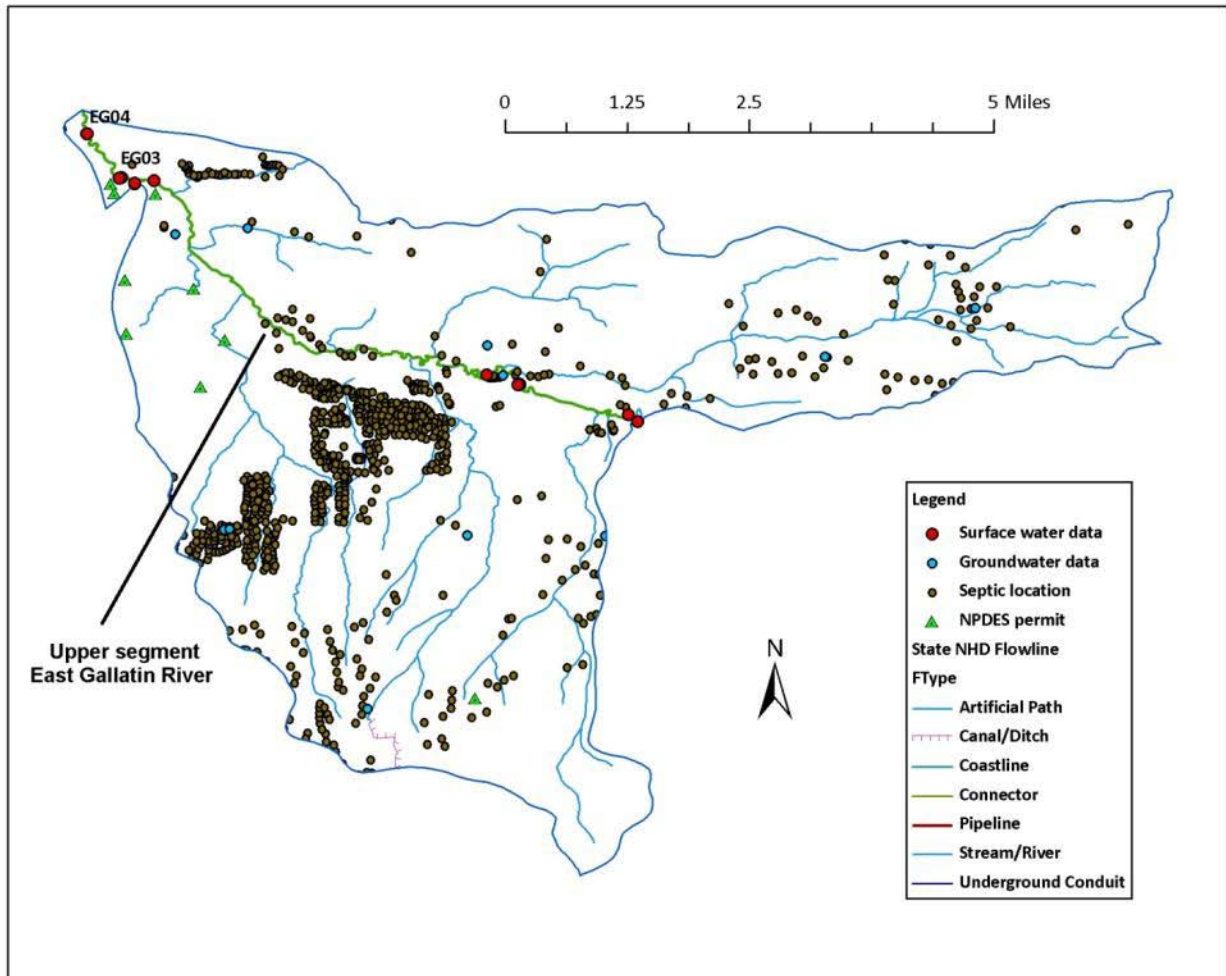 EG04
EG03
0 1.25 2.5 5 Miles
Upper segment
East Gallatin River
N
Legend
Surface water data
Groundwater data
Septic location
NPDES permit
State NHD Flowline
FType
Artificial Path
Canal/Ditch
Coastline
Connector
Pipeline
Stream/River
Underground Conduit